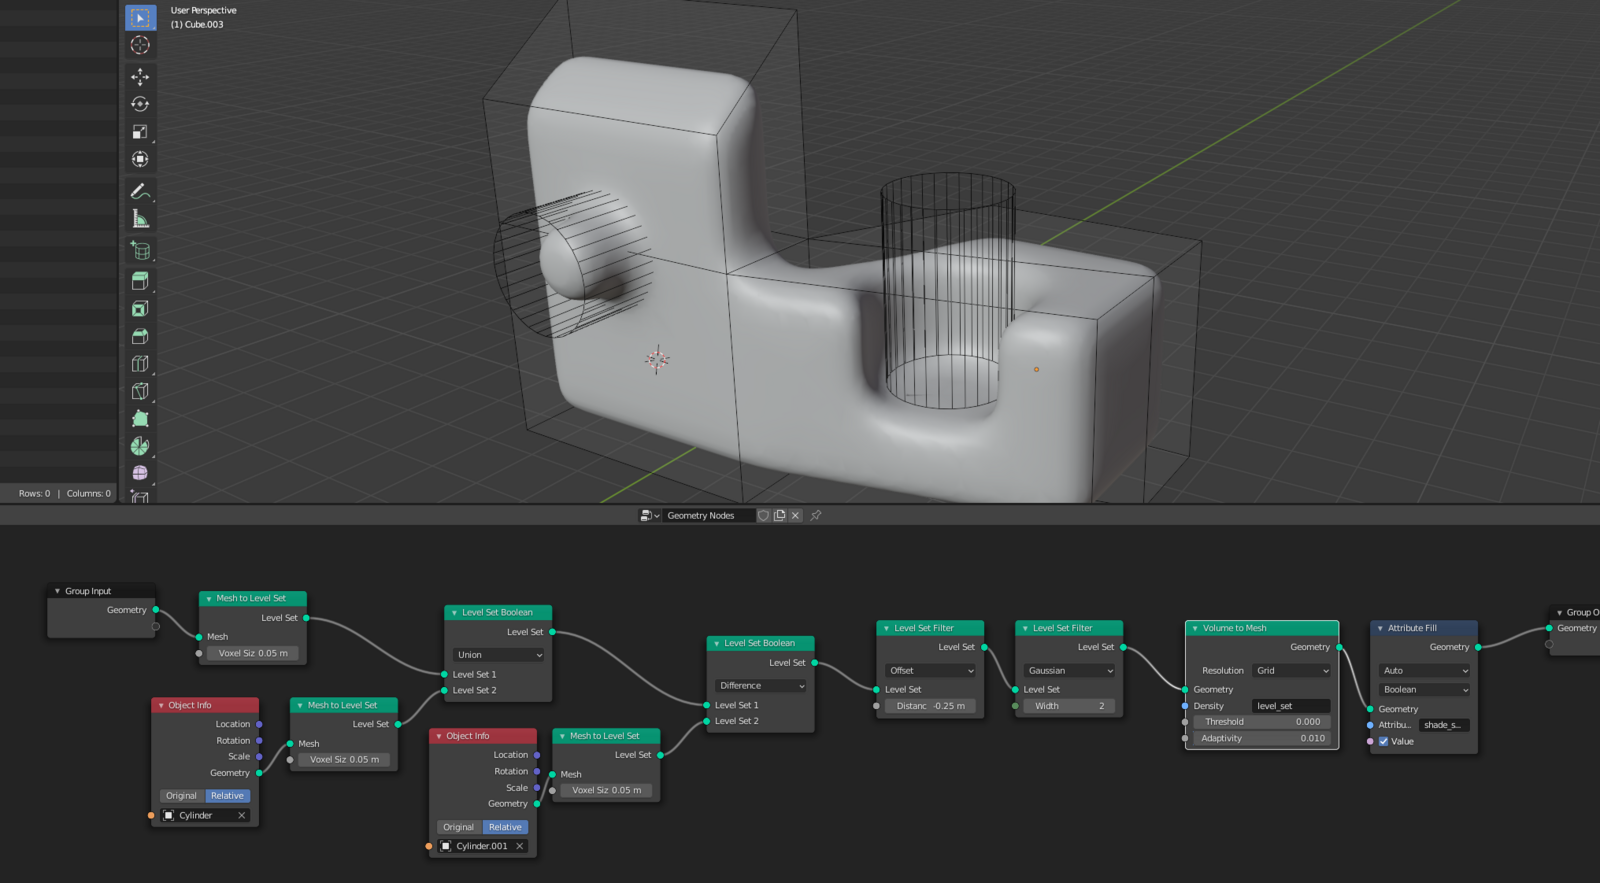 User Perspective
(1) Cube.003
Rows: 0 | Columns: 0
Geometry Nodes
Group Input
Geometry
Mesh to Level Set
Level Set
Mesh
Voxel Siz 0.05 m
Object Info
Location
Rotation
Scale
Geometry
Original Relative
Cylinder
Mesh to Level Set
Level Set
Mesh
Voxel Siz 0.05 m
Level Set Boolean
Level Set
Union
Level Set 1
Level Set 2
Object Info
Location
Rotation
Scale
Geometry
Original Relative
Cylinder.001
Mesh to Level Set
Level Set
Mesh
Voxel Siz 0.05 m
Level Set Boolean
Level Set
Difference
Level Set 1
Level Set 2
Level Set Filter
Level Set
Offset
Level Set
Distanc -0.25 m
Level Set Filter
Level Set
Gaussian
Level Set
Width 2
Volume to Mesh
Geometry
Resolution Grid
Geometry
Density level_set
Threshold 0.000
Adaptivity 0.010
Attribute Fill
Geometry
Auto
Boolean
Geometry
Attribu... shade_s...
Value
Group O
Geometry